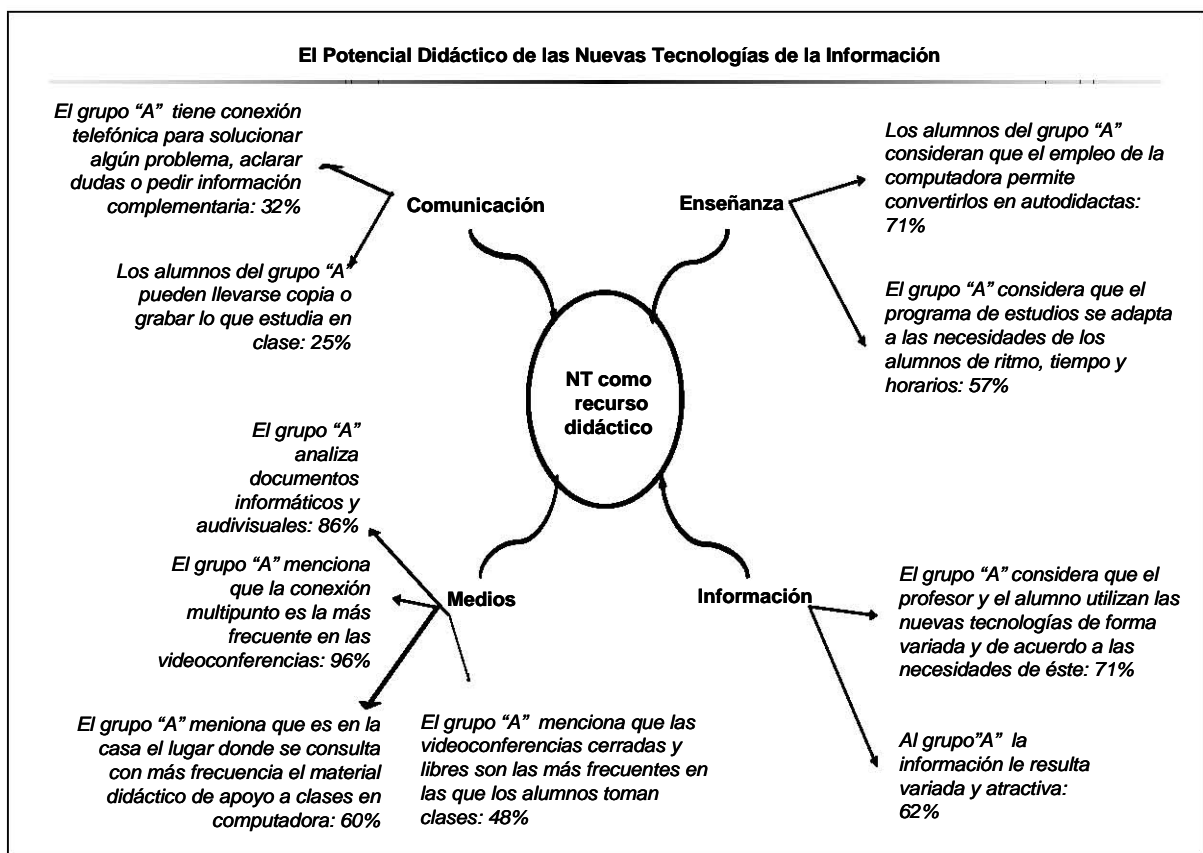 El Potencial Didáctico de las Nuevas Tecnologías de la Información
El grupo “A” tiene conexión
telefónica para solucionar
algún problema, aclarar
dudas o pedir información
complementaria: 32%
Comunicación
Los alumnos del grupo “A”
pueden llevarse copia o
grabar lo que estudia en
clase: 25%
Enseñanza
Los alumnos del grupo “A”
consideran que el empleo de la
computadora permite
convertirlos en autodidactas:
71%
El grupo “A” considera que el
programa de estudios se adapta
a las necesidades de los
alumnos de ritmo, tiempo y
horarios: 57%
NT como
recurso
didáctico
El grupo “A”
analiza
documentos
informáticos y
audivisuales: 86%
El grupo “A” menciona
que la conexión
multipunto es la más
frecuente en las
videoconferencias: 96%
Medios
El grupo “A” meniona que es en la
casa el lugar donde se consulta
con más frecuencia el material
didáctico de apoyo a clases en
computadora: 60%
El grupo “A” menciona que las
videoconferencias cerradas y
libres son las más frecuentes en
las que los alumnos toman
clases: 48%
Información
El grupo “A” considera que el
profesor y el alumno utilizan las
nuevas tecnologías de forma
variada y de acuerdo a las
necesidades de éste: 71%
Al grupo”A” la
información le resulta
variada y atractiva:
62%